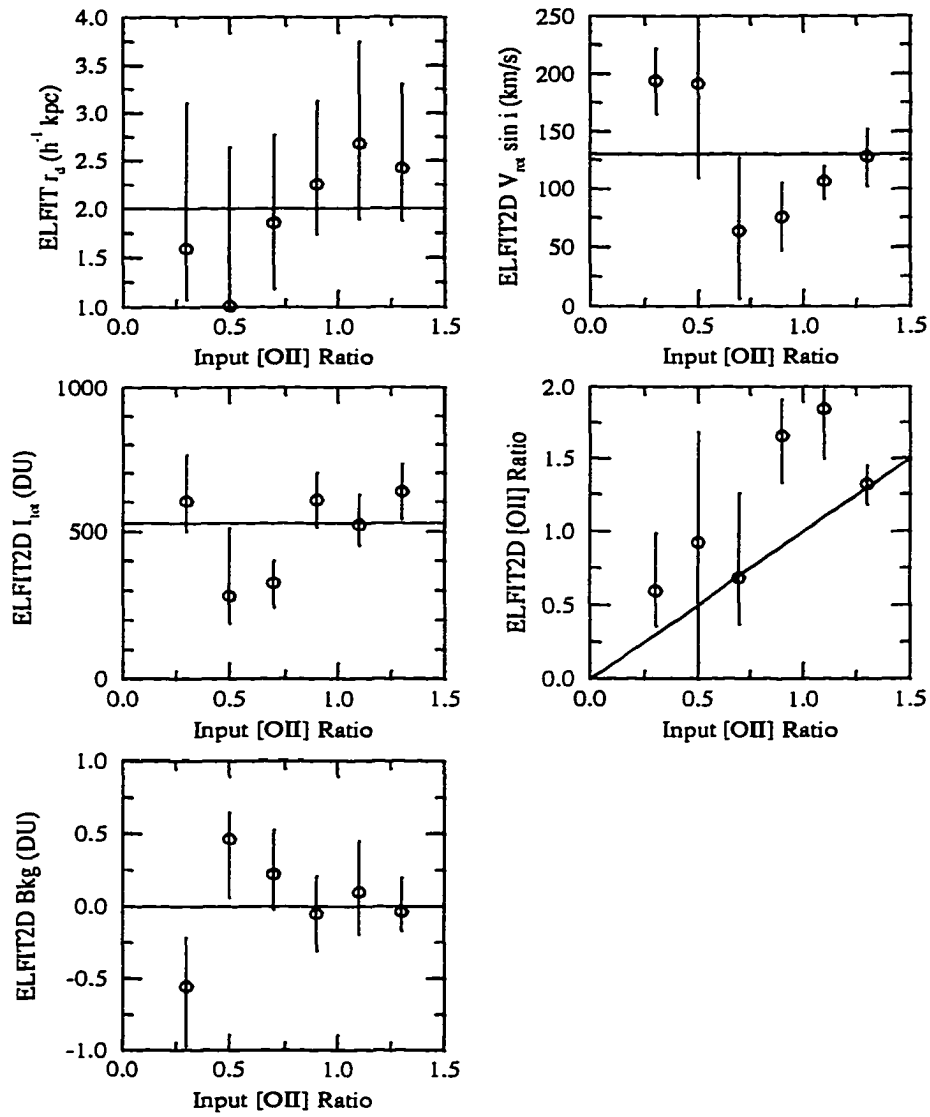 4.0
3.5
3.0
2.5
2.0
1.5
1.0
0.0 0.5 1.0 1.5
ELFIT r_d (h^-1 kpc)
Input [OII] Ratio
250
200
150
100
50
0
0.0 0.5 1.0 1.5
ELFIT2D V_rot sin i (km/s)
Input [OII] Ratio
1000
500
0
0.0 0.5 1.0 1.5
ELFIT2D I_tot (DU)
Input [OII] Ratio
2.0
1.5
1.0
0.5
0.0
0.0 0.5 1.0 1.5
ELFIT2D [OII] Ratio
Input [OII] Ratio
1.0
0.5
0.0
-0.5
-1.0
0.0 0.5 1.0 1.5
ELFIT2D Bkg (DU)
Input [OII] Ratio